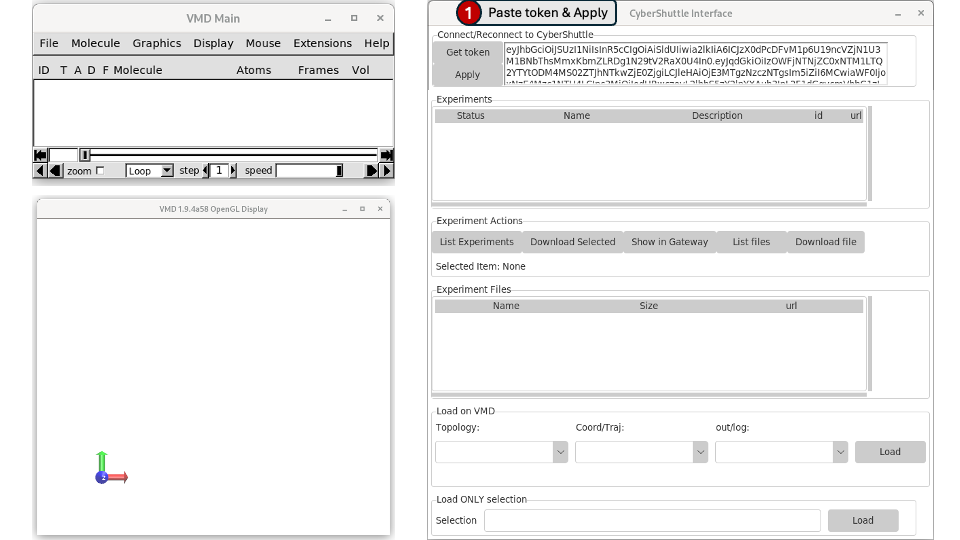 VMD Main
File Molecule Graphics Display Mouse Extensions Help
ID T A D F Molecule Atoms Frames Vol
zoom Loop step 1 speed
VMD 1.9.4a58 OpenGL Display
1 Paste token & Apply
CyberShuttle Interface
Connect/Reconnect to CyberShuttle
Get token
Apply
Experiments
Status Name Description id url
Experiment Actions
List Experiments Download Selected Show in Gateway List files Download file
Selected Item: None
Experiment Files
Name Size url
Load on VMD
Topology: Coord/Traj: out/log:
Load
Load ONLY selection
Selection Load